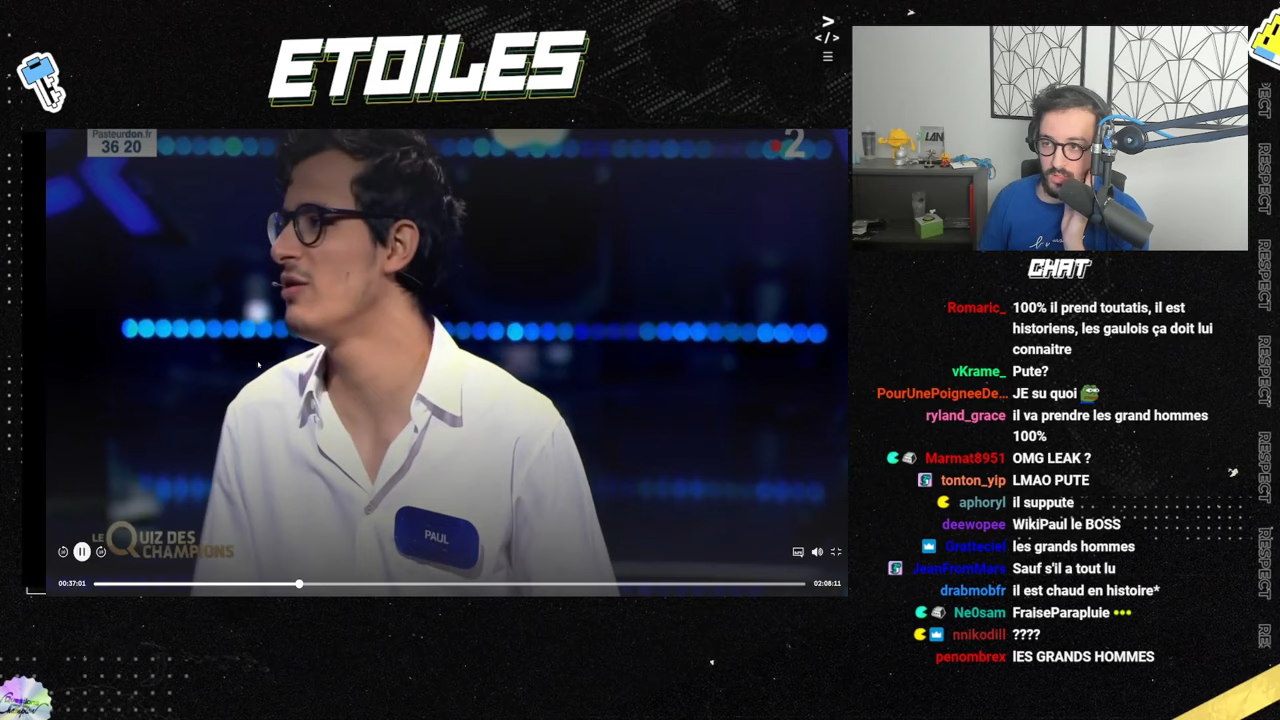 ETOILES
>
</>
Pasteurdon.fr
36 20
2
LAN
PAUL
LE QUIZ DES
CHAMPIONS
00:37:01
02:08:11
CHAT
Romaric_ 100% il prend toutatis, il est
historiens, les gaulois ça doit lui
connaitre
vKrame_ Pute?
PourUnePoigneeDe... JE su quoi
ryland_grace il va prendre les grand hommes
100%
Marmat8951 OMG LEAK ?
tonton_yip LMAO PUTE
aphoryl il suppute
deewopee WikiPaul le BOSS
les grands hommes
JeanFromMars Sauf s'il a tout lu
drabmobfr Il est chaud en histoire*
Ne0sam FraiseParapluie
nnikodill ????
penombrex lES GRANDS HOMMES
RESPECT
RESPECT
RESPECT
RESPECT
RESPECT